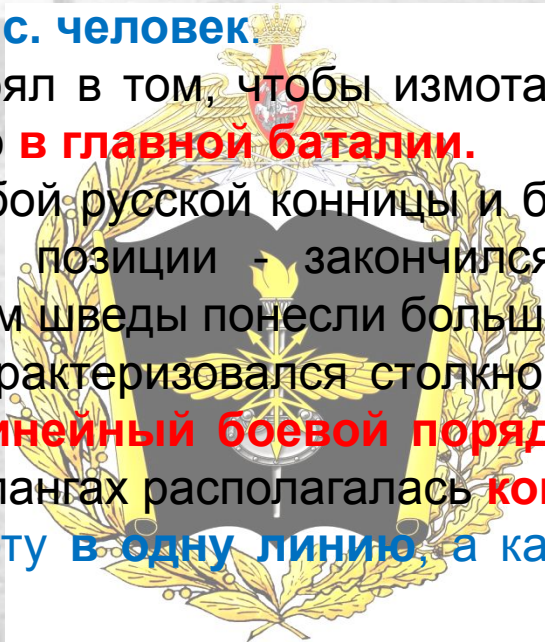 с. человек.
ял в том, чтобы измота
в главной баталии.
бой русской конницы и б
позиции - закончился
м шведы понесли больш
рактеризовался столкно
инейный боевой поряд
лангах располагалась ко
ту в одну линию, а ка